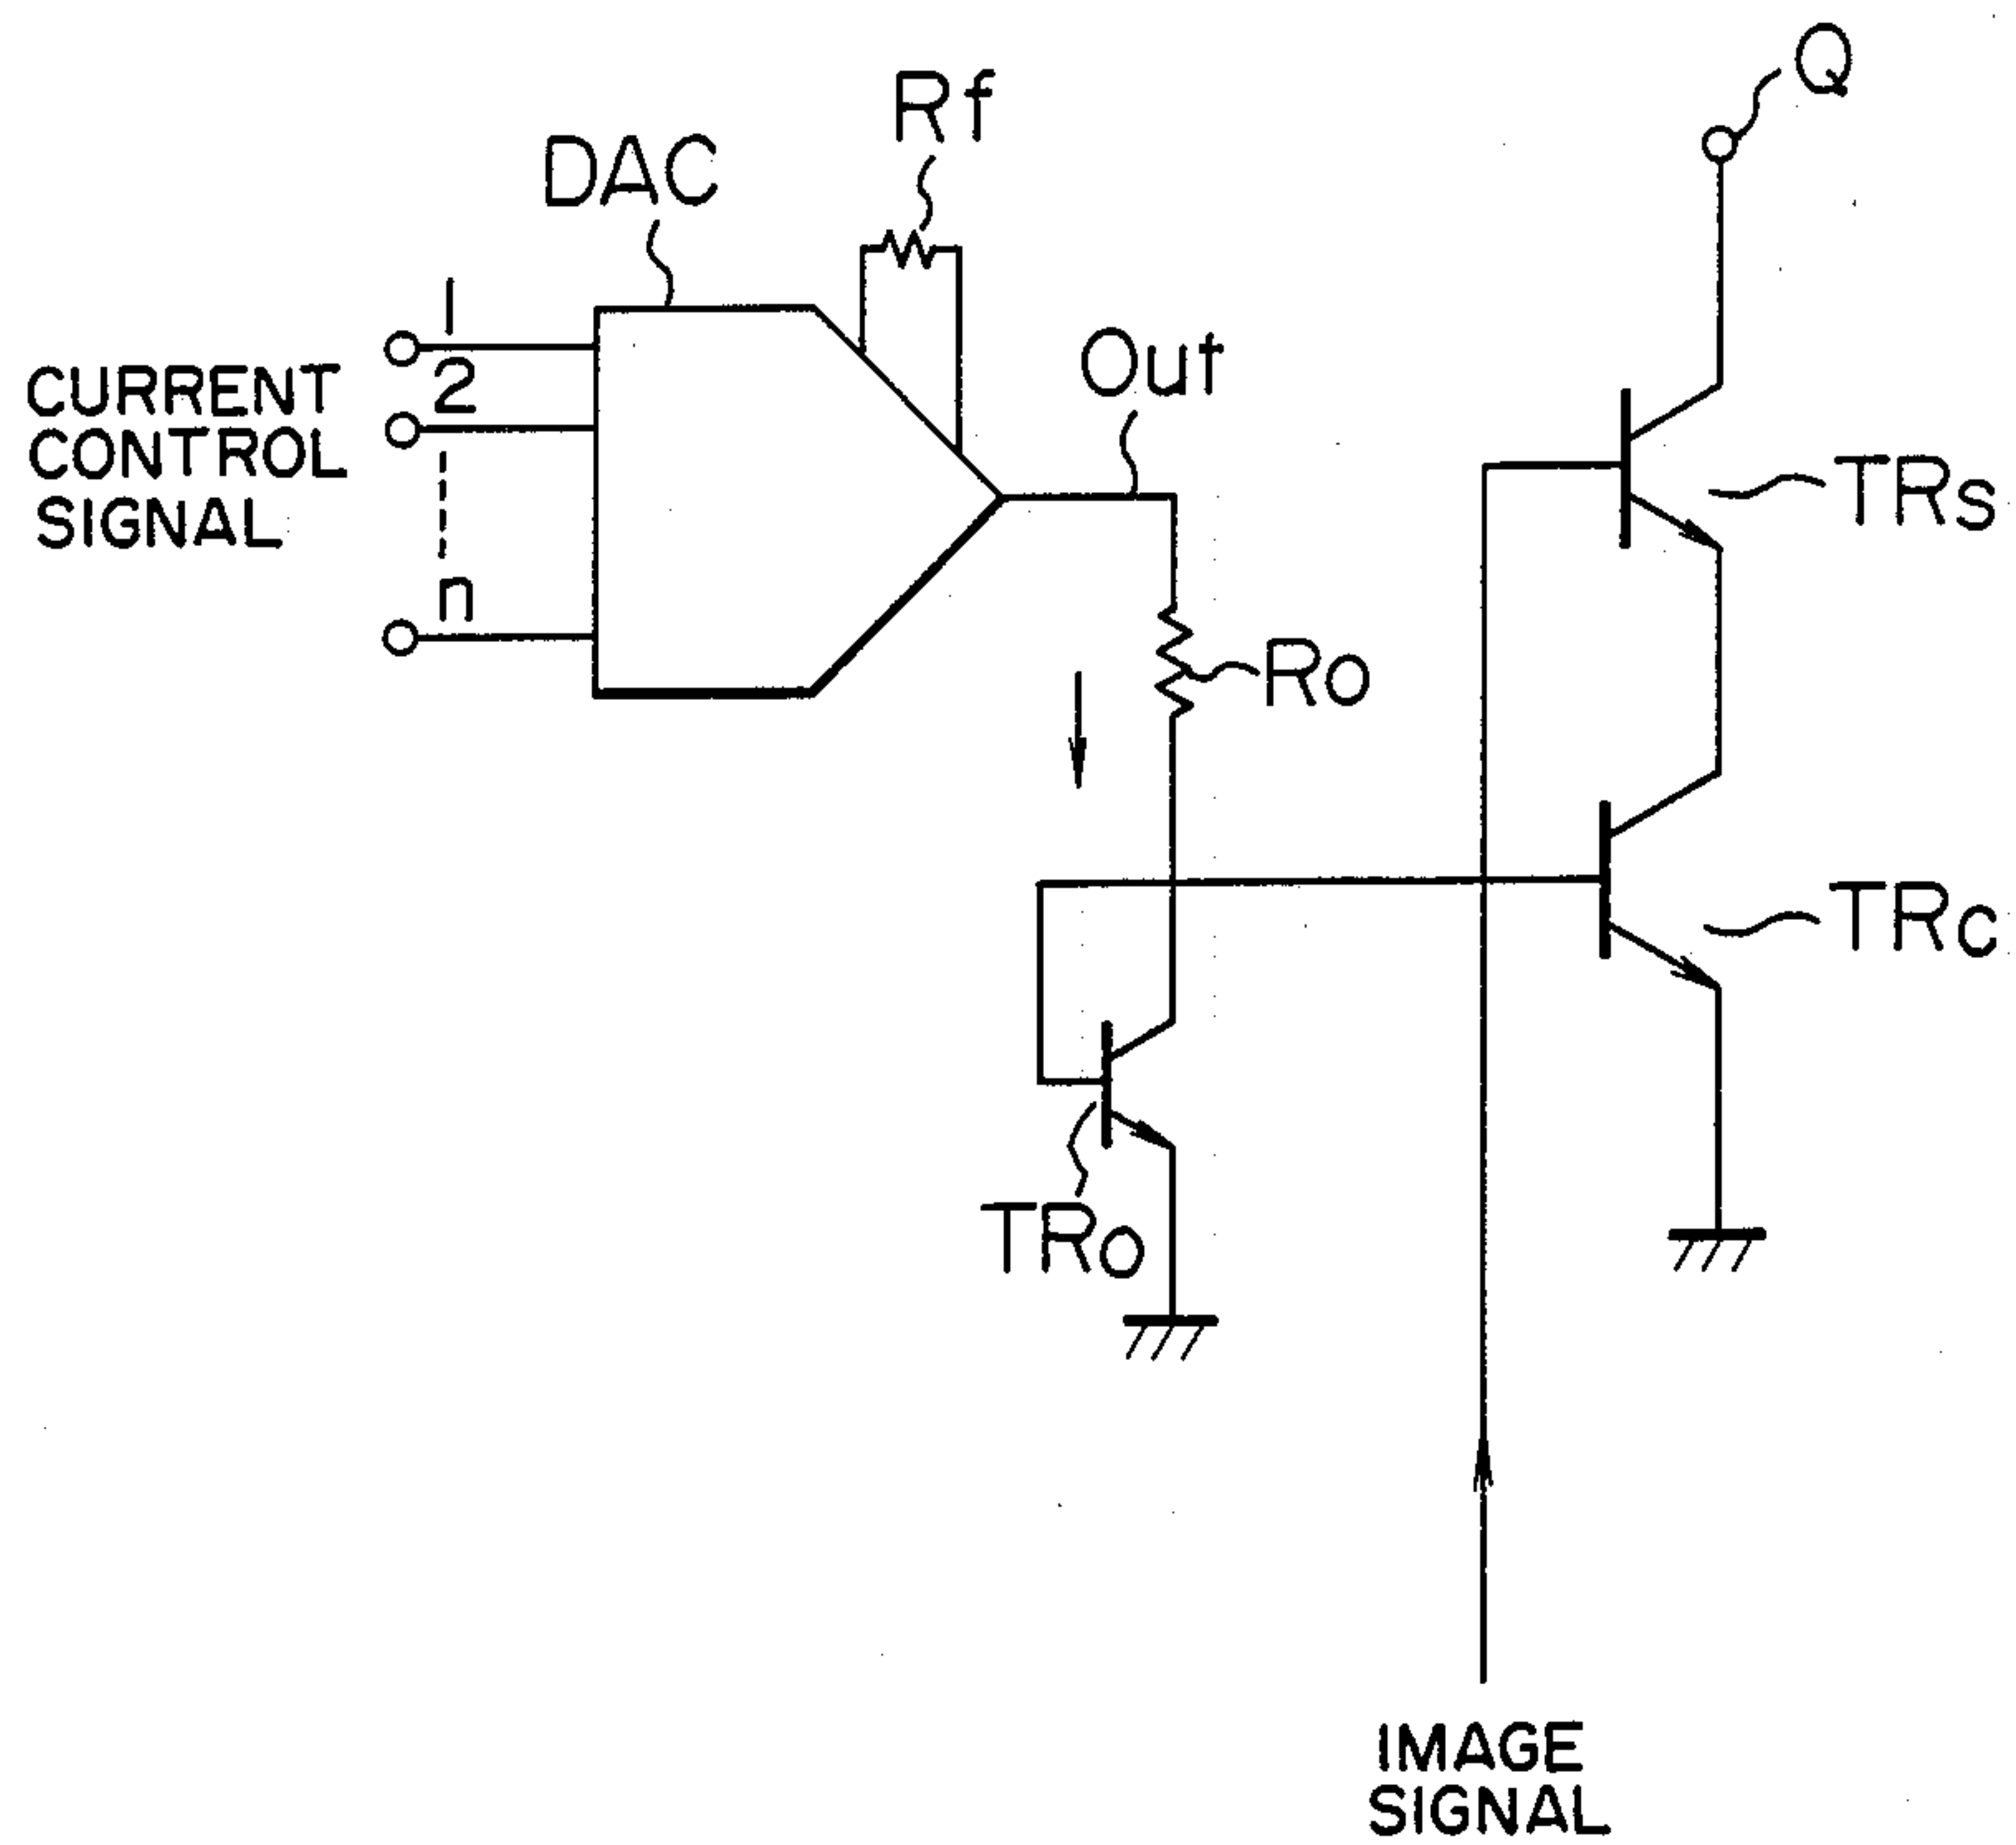 Q
Rf
DAC
1
Out
CURRENT
CONTROL
SIGNAL
2
n
TRs
Ro
TRc
TRo
IMAGE
SIGNAL